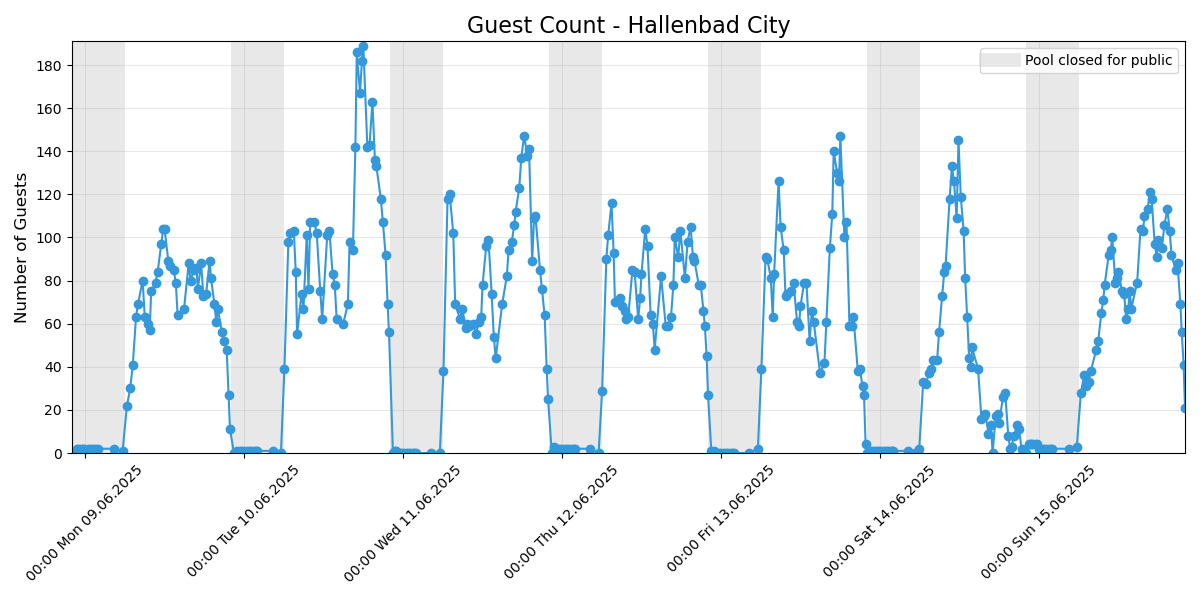 Guest Count - Hallenbad City
Pool closed for public
Number of Guests
180
160
140
120
100
80
60
40
20
0
00:00 Mon 09.06.2025
00:00 Tue 10.06.2025
00:00 Wed 11.06.2025
00:00 Thu 12.06.2025
00:00 Fri 13.06.2025
00:00 Sat 14.06.2025
00:00 Sun 15.06.2025